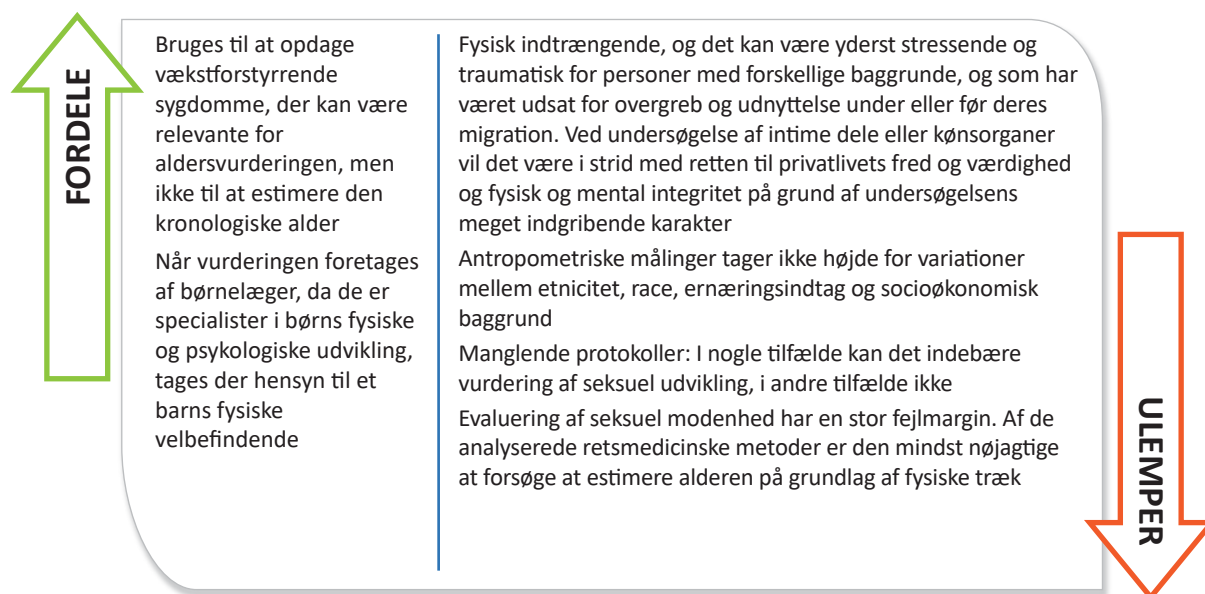 FORDELE
Bruges til at opdage
vækstforstyrrende
sygdomme, der kan være
relevante for
aldersvurderingen, men
ikke til at estimere den
kronologiske alder
Når vurderingen foretages
af børnelæger, da de er
specialister i børns fysiske
og psykologiske udvikling,
tages der hensyn til et
barns fysiske
velbefindende
Fysisk indtrængende, og det kan være yderst stressende og
traumatisk for personer med forskellige baggrunde, og som har
været udsat for overgreb og udnyttelse under eller før deres
migration. Ved undersøgelse af intime dele eller kønsorganer
vil det være i strid med retten til privatlivets fred og værdighed
og fysisk og mental integritet på grund af undersøgelsens
meget indgribende karakter
Antropometriske målinger tager ikke højde for variationer
mellem etnicitet, race, ernæringsindtag og socioøkonomisk
baggrund
Manglende protokoller: I nogle tilfælde kan det indebære
vurdering af seksuel udvikling, i andre tilfælde ikke
Evaluering af seksuel modenhed har en stor fejlmargin. Af de
analyserede retsmedicinske metoder er den mindst nøjagtige
at forsøge at estimere alderen på grundlag af fysiske træk
ULEMPER